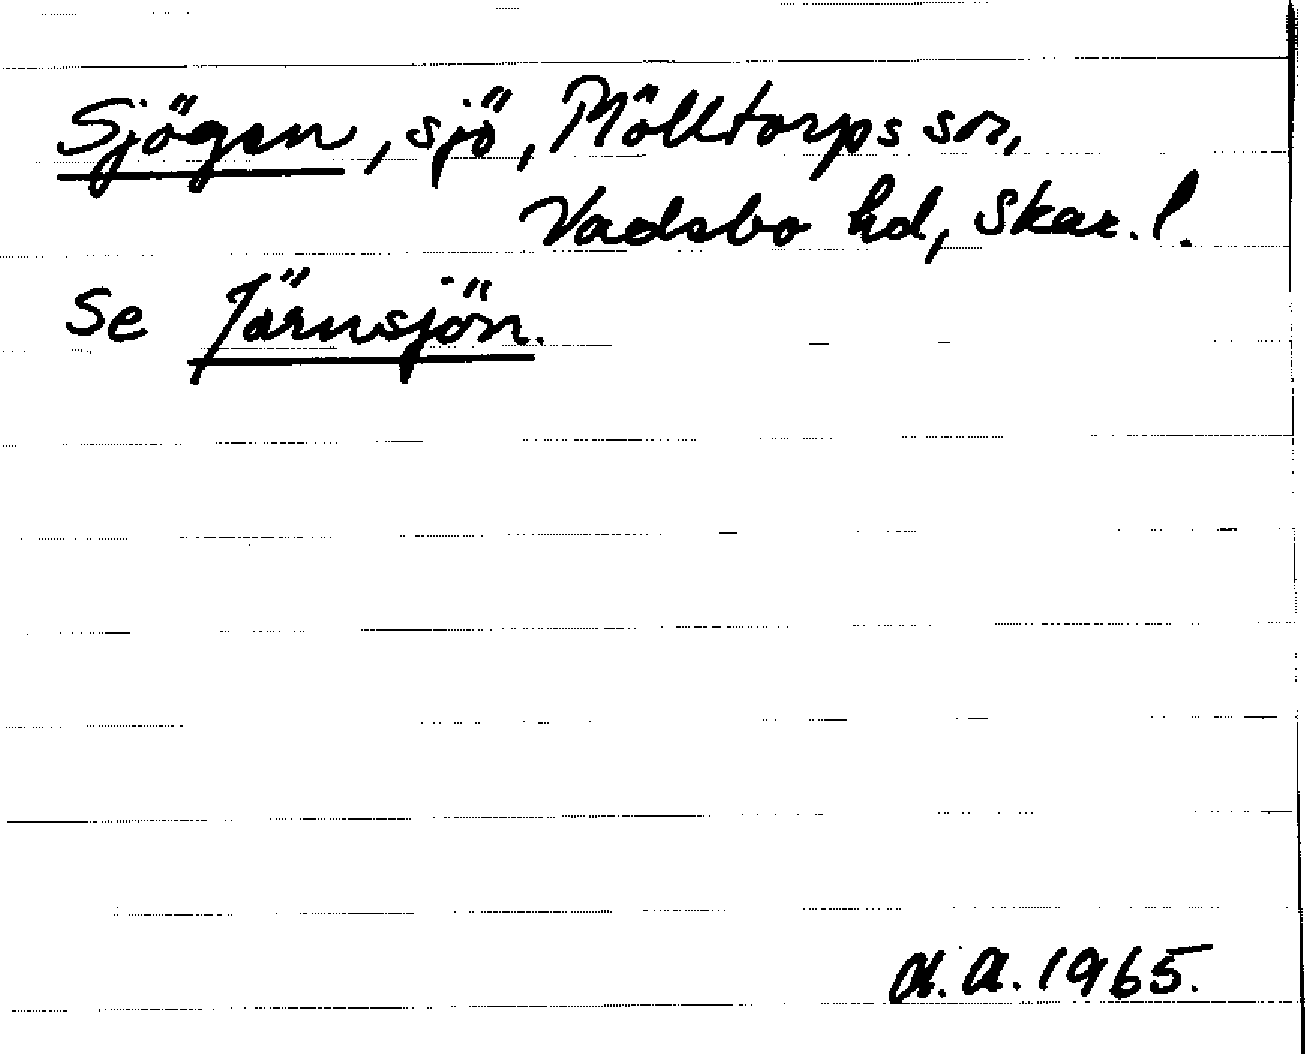 Sjögen, sjö, Mölltorps sn,
Vadsbo hd, Skar. l.
Se Järnsjön.
A. A. 1965.